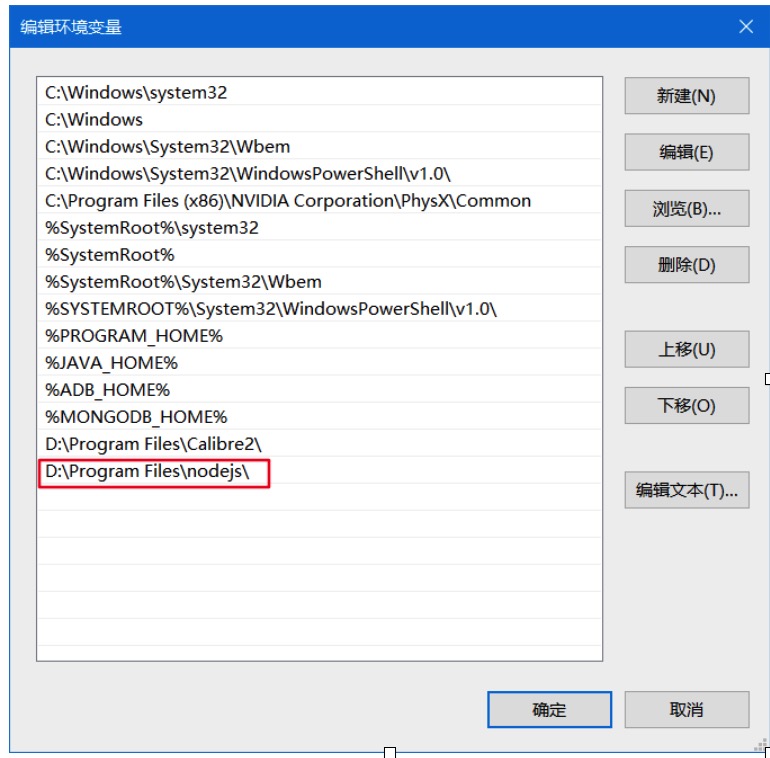 编辑环境变量
C:\Windows\system32
C:\Windows
C:\Windows\System32\Wbem
C:\Windows\System32\WindowsPowerShell\v1.0\
C:\Program Files (x86)\NVIDIA Corporation\PhysX\Common
%SystemRoot%\system32
%SystemRoot%
%SystemRoot%\System32\Wbem
%SYSTEMROOT%\System32\WindowsPowerShell\v1.0\
%PROGRAM_HOME%
%JAVA_HOME%
%ADB_HOME%
%MONGODB_HOME%
D:\Program Files\Calibre2\
D:\Program Files\nodejs\
新建(N)
编辑(E)
浏览(B)...
删除(D)
上移(U)
下移(O)
编辑文本(T)...
确定
取消